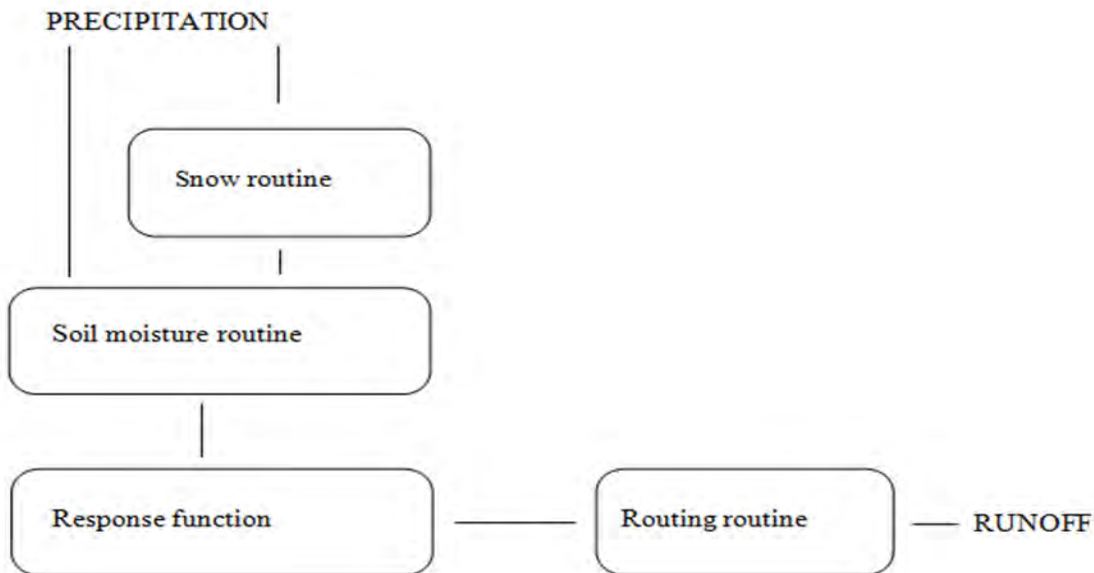 PRECIPITATION
Snow routine
Soil moisture routine
Response function
Routing routine
RUNOFF